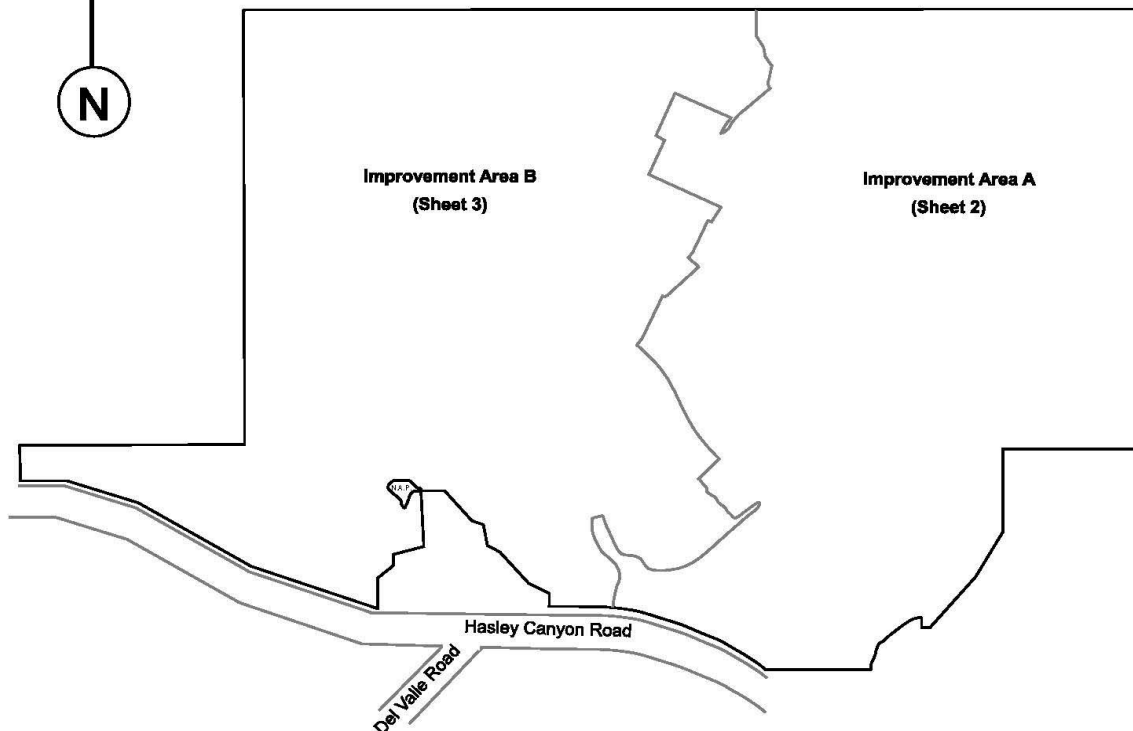 N
Improvement Area B
(Sheet 3)
Improvement Area A
(Sheet 2)
N.A.P.
Hasley Canyon Road
Del Valle Road